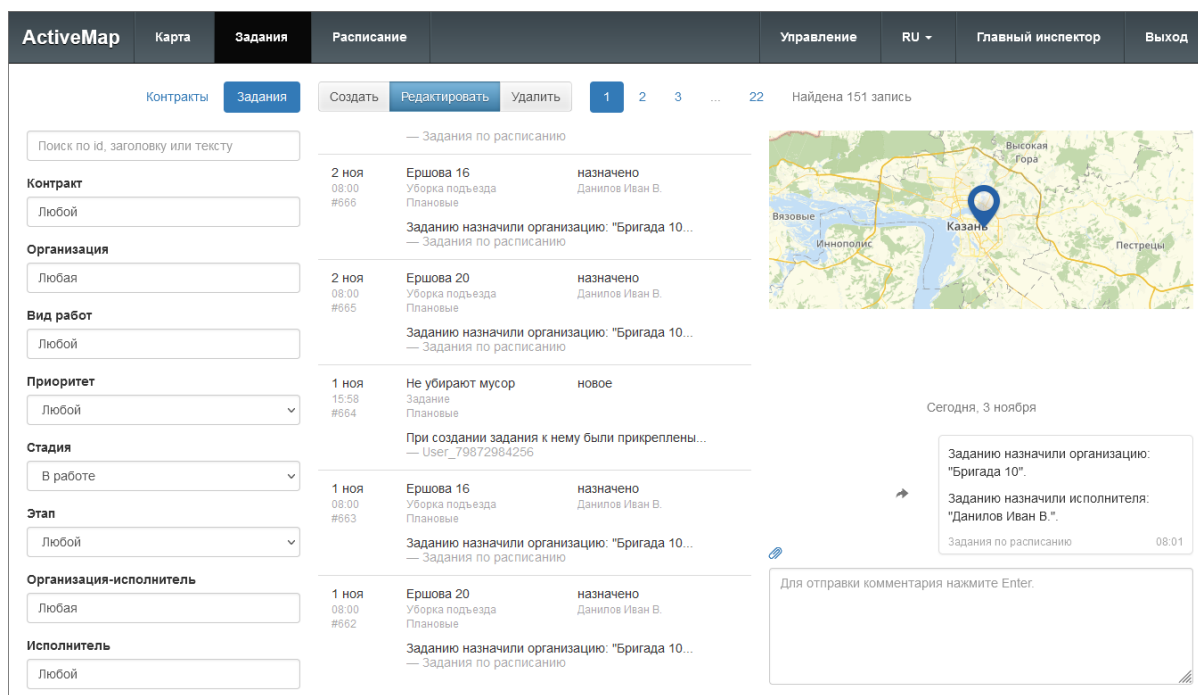 ActiveMap Карта Задания Расписание Управление RU Главный инспектор Выход
Контракты Задания Создать Редактировать Удалить 1 2 3 ... 22 Найдена 151 запись
Поиск по id, заголовку или тексту
Контракт
Любой
Организация
Любая
Вид работ
Любой
Приоритет
Любой
Стадия
В работе
Этап
Любой
Организация-исполнитель
Любая
Исполнитель
Любой
— Задания по расписанию
2 ноя Ершова 16 назначено
08:00 Уборка подъезда Данилов Иван В.
#666 Плановые
Заданию назначили организацию: "Бригада 10...
— Задания по расписанию
2 ноя Ершова 20 назначено
08:00 Уборка подъезда Данилов Иван В.
#665 Плановые
Заданию назначили организацию: "Бригада 10...
— Задания по расписанию
1 ноя Не убирают мусор новое
15:58 Задание
#664 Плановые
При создании задания к нему были прикреплены...
— User_79872984256
1 ноя Ершова 16 назначено
08:00 Уборка подъезда Данилов Иван В.
#663 Плановые
Заданию назначили организацию: "Бригада 10...
— Задания по расписанию
1 ноя Ершова 20 назначено
08:00 Уборка подъезда Данилов Иван В.
#662 Плановые
Заданию назначили организацию: "Бригада 10...
— Задания по расписанию
Высокая
Гора
Вязовые
Казань
Иннополис
Пестрецы
Сегодня, 3 ноября
Заданию назначили организацию:
"Бригада 10".
Заданию назначили исполнителя:
"Данилов Иван В.".
Задания по расписанию 08:01
Для отправки комментария нажмите Enter.